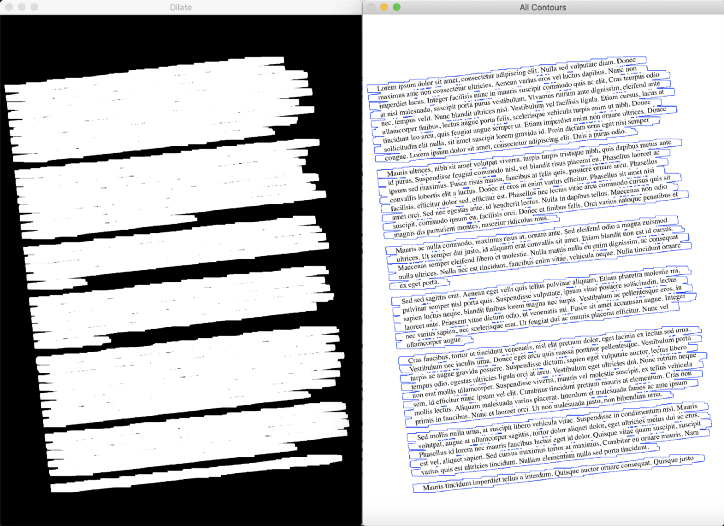 Dilate
All Contours
Lorem ipsum dolor sit amet, consectetur adipiscing elit. Nulla sed vulputate diam. Donec
maximus ante non consectetur ultricies. Aenean varius eros vel luctus dapibus. Nunc non
imperdiet lacus. Integer facilisis nunc in mauris suscipit commodo quis ac elit. Cras tempus odio
at nisl malesuada, suscipit porta purus vestibulum. Vivamus rutrum ante dignissim, eleifend ante
nec, tempus velit. Nunc blandit ultrices nisi. Vestibulum vel facilisis ligula. Etiam cursus, lacus at
ullamcorper finibus, lectus augue porta felis, scelerisque vehicula turpis enim ut nibh. Donec
tincidunt leo arcu, quis feugiat augue semper ut. Etiam imperdiet enim non ornare ultrices. Donec
sollicitudin elit nulla, sit amet suscipit lorem gravida id. Proin dictum eros eget nisi semper
congue. Lorem ipsum dolor sit amet, consectetur adipiscing elit. Duis a purus odio.
Mauris ultrices, nibh sit amet volutpat viverra, turpis turpis tristique nibh, quis dapibus metus ante
id purus. Suspendisse feugiat commodo nisi, vel blandit risus placerat eu. Phasellus laoreet ac
ipsum sed maximus. Fusce risus massa, faucibus a felis quis, posuere ornare arcu. Phasellus
convallis lobortis elit a luctus. Donec et eros at enim varius efficitur. Phasellus sit amet nisi
facilisis, efficitur dolor sed, efficitur est. Phasellus nec lectus vitae arcu commodo cursus quis sit
amet orci. Sed nec egestas ante, id hendrerit lectus. Nulla in dapibus tellus. Maecenas non odio
suscipit, commodo ipsum eu, facilisis orci. Donec et finibus felis. Orci varius natoque penatibus et
magnis dis parturient montes, nascetur ridiculus mus.
Mauris ac nulla commodo, maximus risus at, ornare ante. Sed eleifend odio a magna euismod
ultrices. Ut semper dui justo, id aliquam erat convallis sit amet. Etiam blandit non est id cursus.
Maecenas semper eleifend libero et molestie. Nulla mattis nulla eu enim dignissim, ac consequat
nulla ultrices. Nulla nec est tincidunt, faucibus enim vitae, vehicula neque. Nulla tincidunt ornare
ex eget porta.
Sed sed sagittis erat. Aenean eget velit quis tellus pulvinar aliquam. Etiam pharetra molestie mi,
pulvinar semper nisl porta quis. Suspendisse vulputate, ipsum vitae posuere sollicitudin, lectus
sapien luctus neque, blandit finibus lorem magna nec turpis. Vestibulum ac pellentesque eros, in
laoreet ante. Praesent vitae dictum odio, ut venenatis mi. Fusce sit amet accumsan augue. Integer
nec varius sapien, nec scelerisque erat. Ut feugiat dui ac mauris placerat efficitur. Nunc vel
ullamcorper augue.
Cras faucibus, tortor ut tincidunt venenatis, nisl elit pretium dolor, eget lacinia ex lectus sed urna.
Vestibulum nec iaculis urna. Donec eget arcu quis massa porttitor pellentesque. Vestibulum porta
turpis ac augue gravida posuere. Suspendisse dictum, sapien eget vulputate auctor, lectus libero
tempus odio, egestas ultricies ligula orci at arcu. Vestibulum eget ultricies dui. Nunc rutrum neque
non erat mollis ullamcorper. Suspendisse viverra, mauris vel molestie suscipit, ex tellus vehicula
sem, id efficitur nunc ipsum vel elit. Curabitur tincidunt pretium mauris ut elementum. Cras non
mollis lectus. Aliquam malesuada varius placerat. Interdum et malesuada fames ac ante ipsum
primis in faucibus. Nunc et laoreet orci. Ut non malesuada justo, non bibendum urna.
Sed mollis nulla urna, at suscipit libero vehicula vitae. Suspendisse in condimentum nisi. Mauris
volutpat, augue at ullamcorper sagittis, tortor dolor aliquet dolor, eget ultricies metus dui ac eros.
Phasellus id leo nec mauris faucibus luctus eget id dolor. Quisque vitae quam suscipit, suscipit
est vel, aliquet sapien. Sed cursus maximus tortor at maximus. Curabitur eu ornare mauris. Nam
varius quis est ultricies tincidunt. Nullam elementum nulla sed porta tincidunt.
Mauris tincidunt imperdiet tellus a interdum. Quisque auctor ornare consequat. Quisque justo